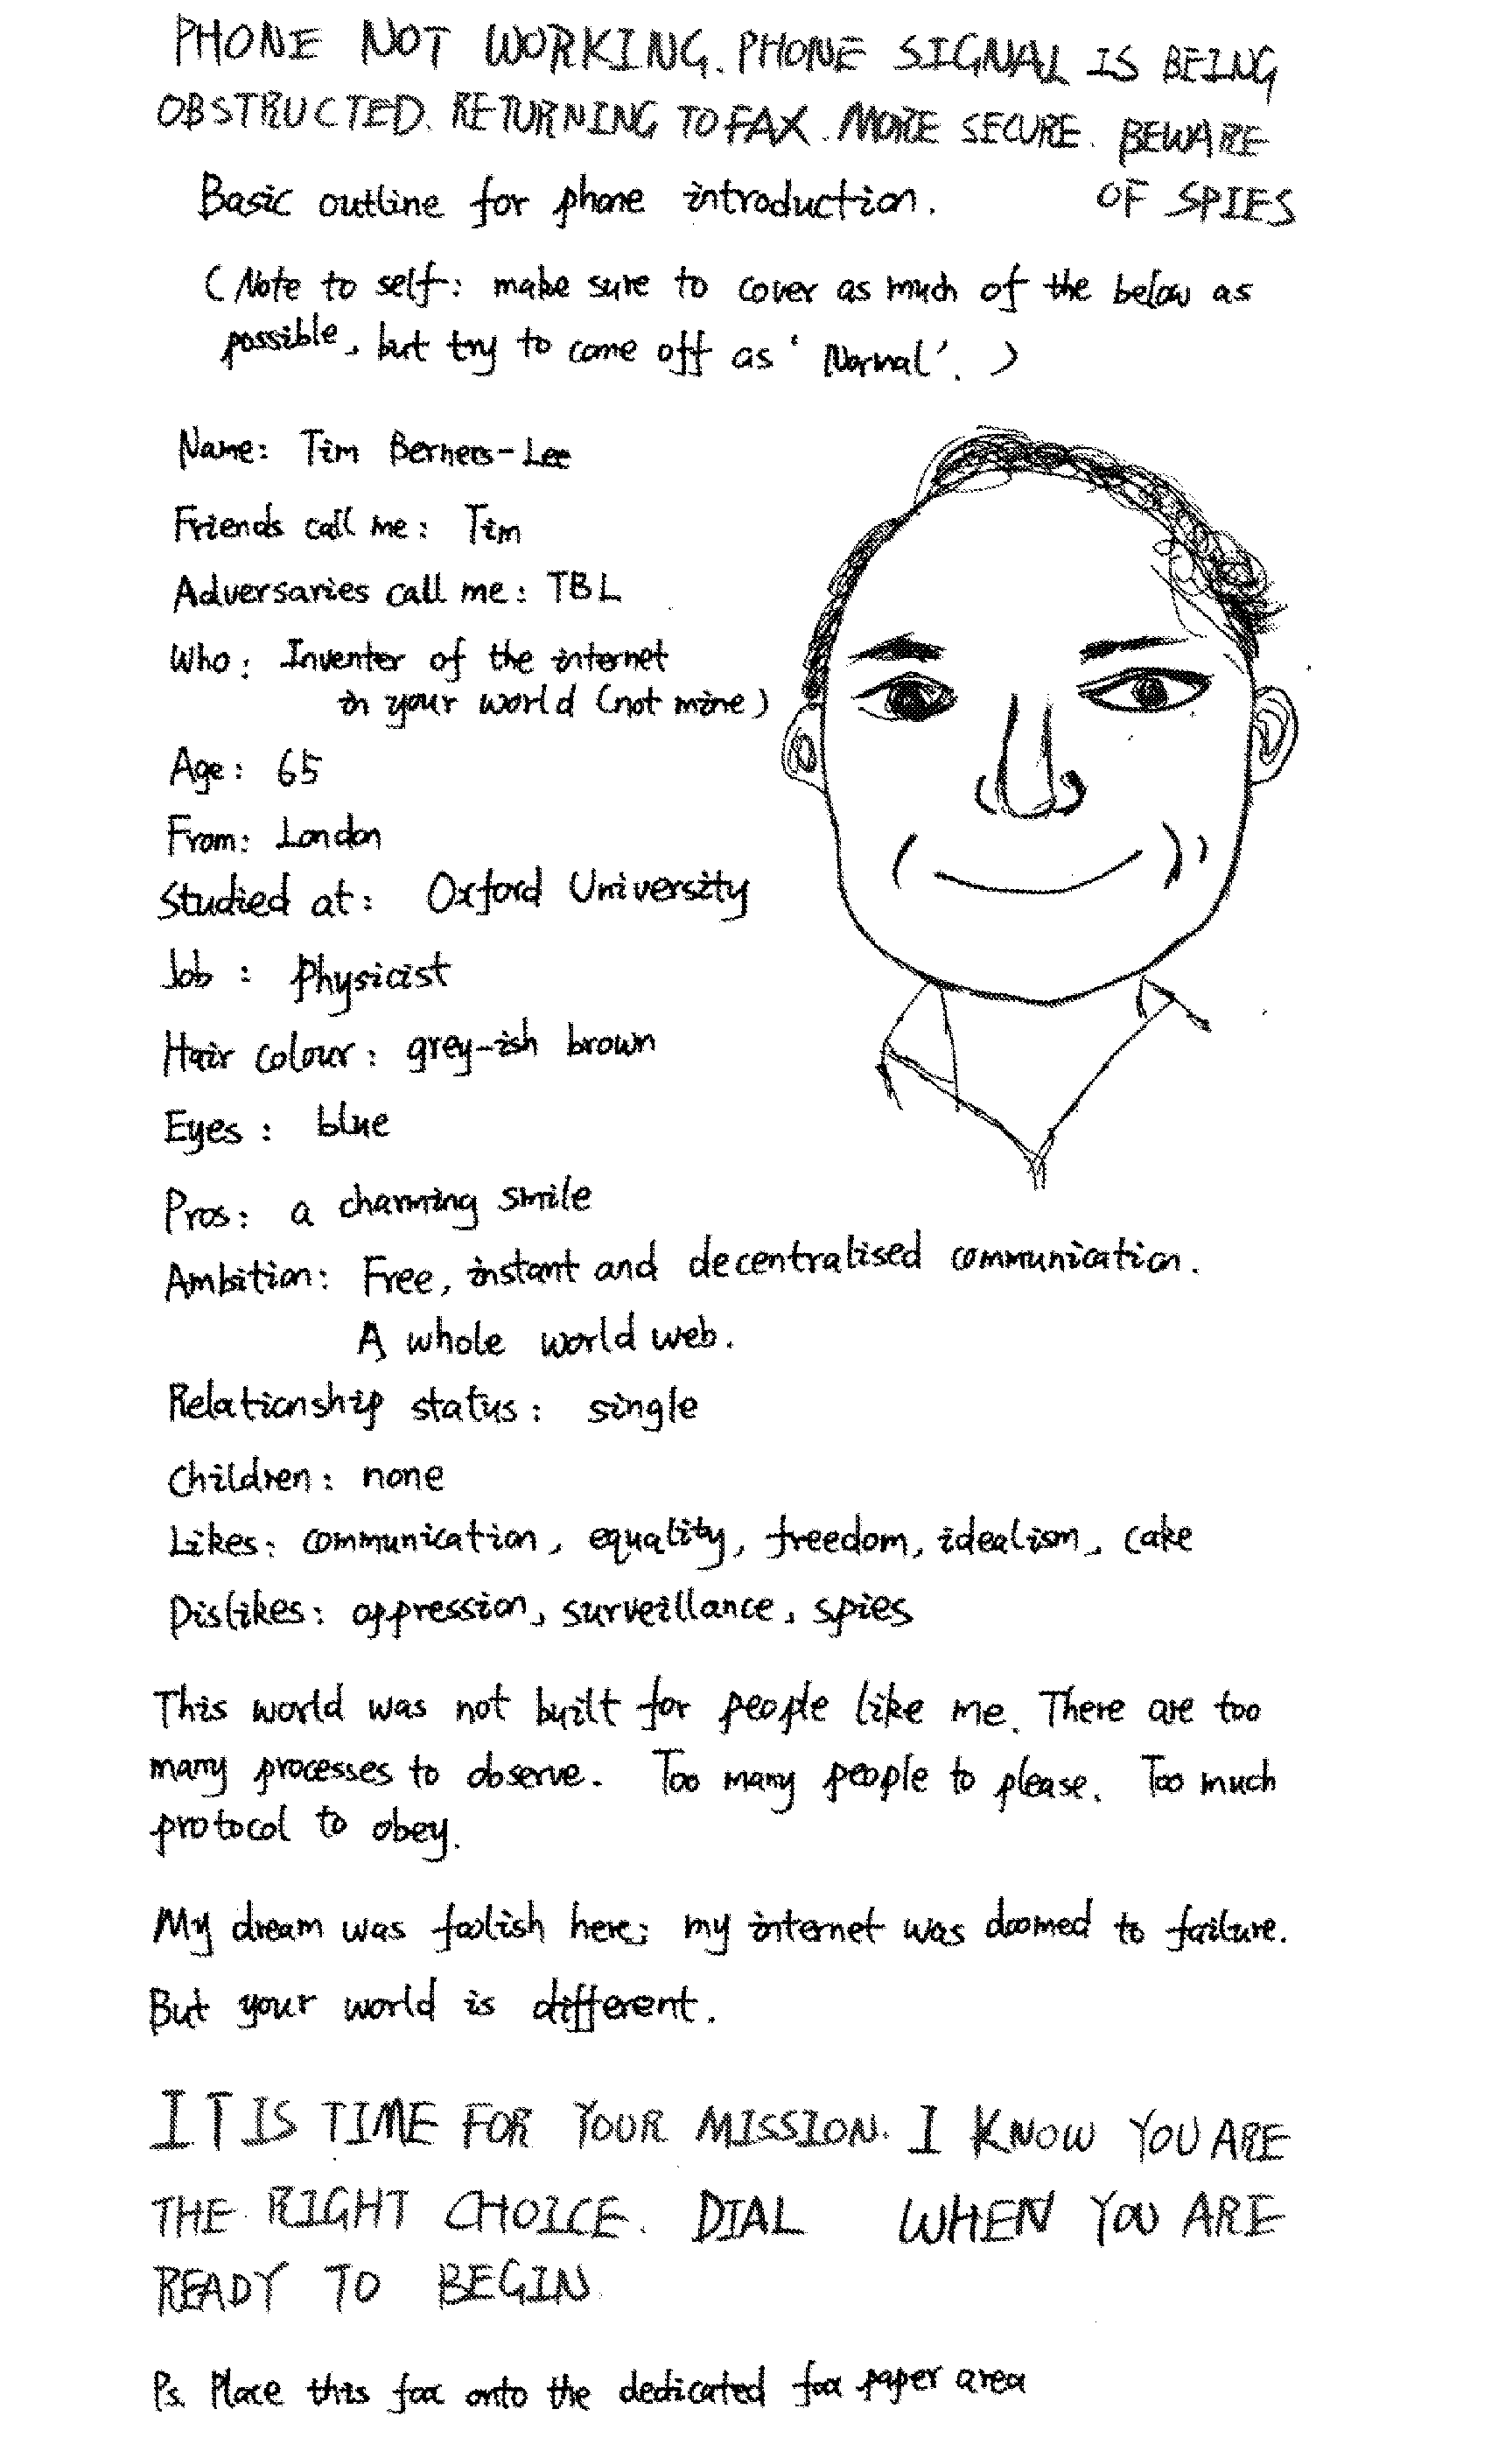 PHONE NOT WORKING. PHONE SIGNAL IS BEING
OBSTRUCTED. RETURNING TO FAX. MORE SECURE. BEWARE
OF SPIES
Basic outline for phone introduction.
(Note to self: make sure to cover as much of the below as
possible, but try to come off as 'Normal'.)
Name: Tim Berners-Lee
Friends call me: Tim
Adversaries call me: TBL
Who: Inventer of the internet
in your world (not mine)
Age: 65
From: London
Studied at: Oxford University
Job: Physicist
Hair colour: grey-ish brown
Eyes: blue
Pros: a charming smile
Ambition: Free, instant and decentralised communication.
A whole world web.
Relationship status: single
Children: none
Likes: communication, equality, freedom, idealism, cake
Dislikes: oppression, surveillance, spies
This world was not built for people like me. There are too
many processes to observe. Too many people to please. Too much
protocol to obey.
My dream was foolish here; my internet was doomed to failure.
But your world is different.
IT IS TIME FOR YOUR MISSION. I KNOW YOU ARE
THE RIGHT CHOICE. DIAL WHEN YOU ARE
READY TO BEGIN.
Ps. Place this fax onto the dedicated fax paper area